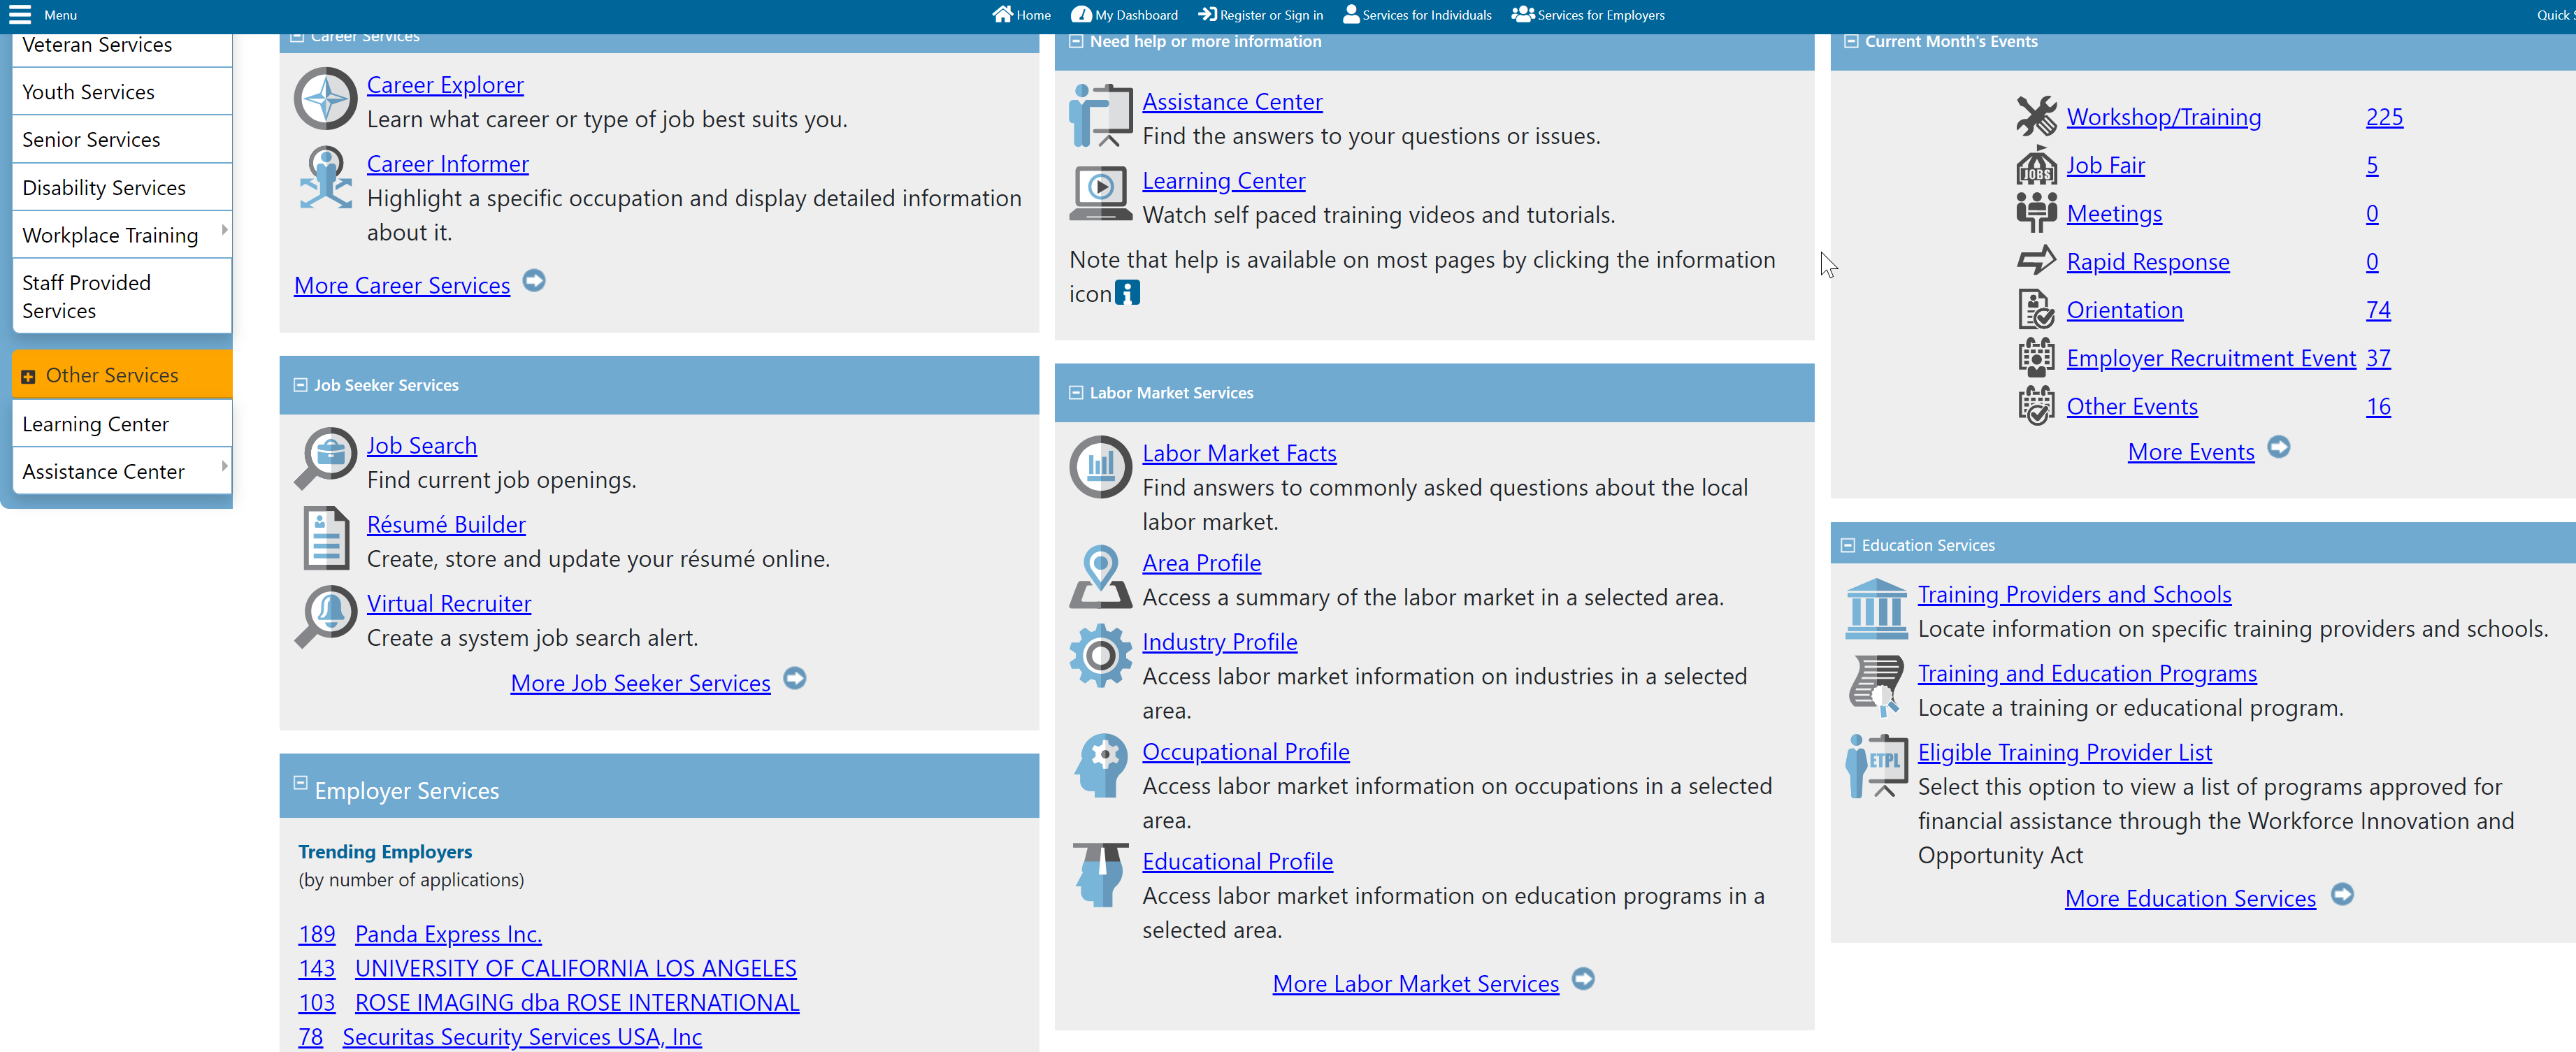 Menu
Home
My Dashboard
Register or Sign in
Services for Individuals
Services for Employers
Quick
Veteran Services
Youth Services
Senior Services
Disability Services
Workplace Training
Staff Provided
Services
Other Services
Learning Center
Assistance Center
Career Services
Career Explorer
Learn what career or type of job best suits you.
Career Informer
Highlight a specific occupation and display detailed information
about it.
More Career Services
Job Seeker Services
Job Search
Find current job openings.
Résumé Builder
Create, store and update your résumé online.
Virtual Recruiter
Create a system job search alert.
More Job Seeker Services
Employer Services
Trending Employers
(by number of applications)
189 Panda Express Inc.
143 UNIVERSITY OF CALIFORNIA LOS ANGELES
103 ROSE IMAGING dba ROSE INTERNATIONAL
78 Securitas Security Services USA, Inc
Need help or more information
Assistance Center
Find the answers to your questions or issues.
Learning Center
Watch self paced training videos and tutorials.
Note that help is available on most pages by clicking the information
icon
Labor Market Services
Labor Market Facts
Find answers to commonly asked questions about the local
labor market.
Area Profile
Access a summary of the labor market in a selected area.
Industry Profile
Access labor market information on industries in a selected
area.
Occupational Profile
Access labor market information on occupations in a selected
area.
Educational Profile
Access labor market information on education programs in a
selected area.
More Labor Market Services
Current Month's Events
Workshop/Training 225
JOBS
Job Fair 5
Meetings 0
Rapid Response 0
Orientation 74
Employer Recruitment Event 37
Other Events 16
More Events
Education Services
Training Providers and Schools
Locate information on specific training providers and schools.
Training and Education Programs
Locate a training or educational program.
ETPL
Eligible Training Provider List
Select this option to view a list of programs approved for
financial assistance through the Workforce Innovation and
Opportunity Act
More Education Services